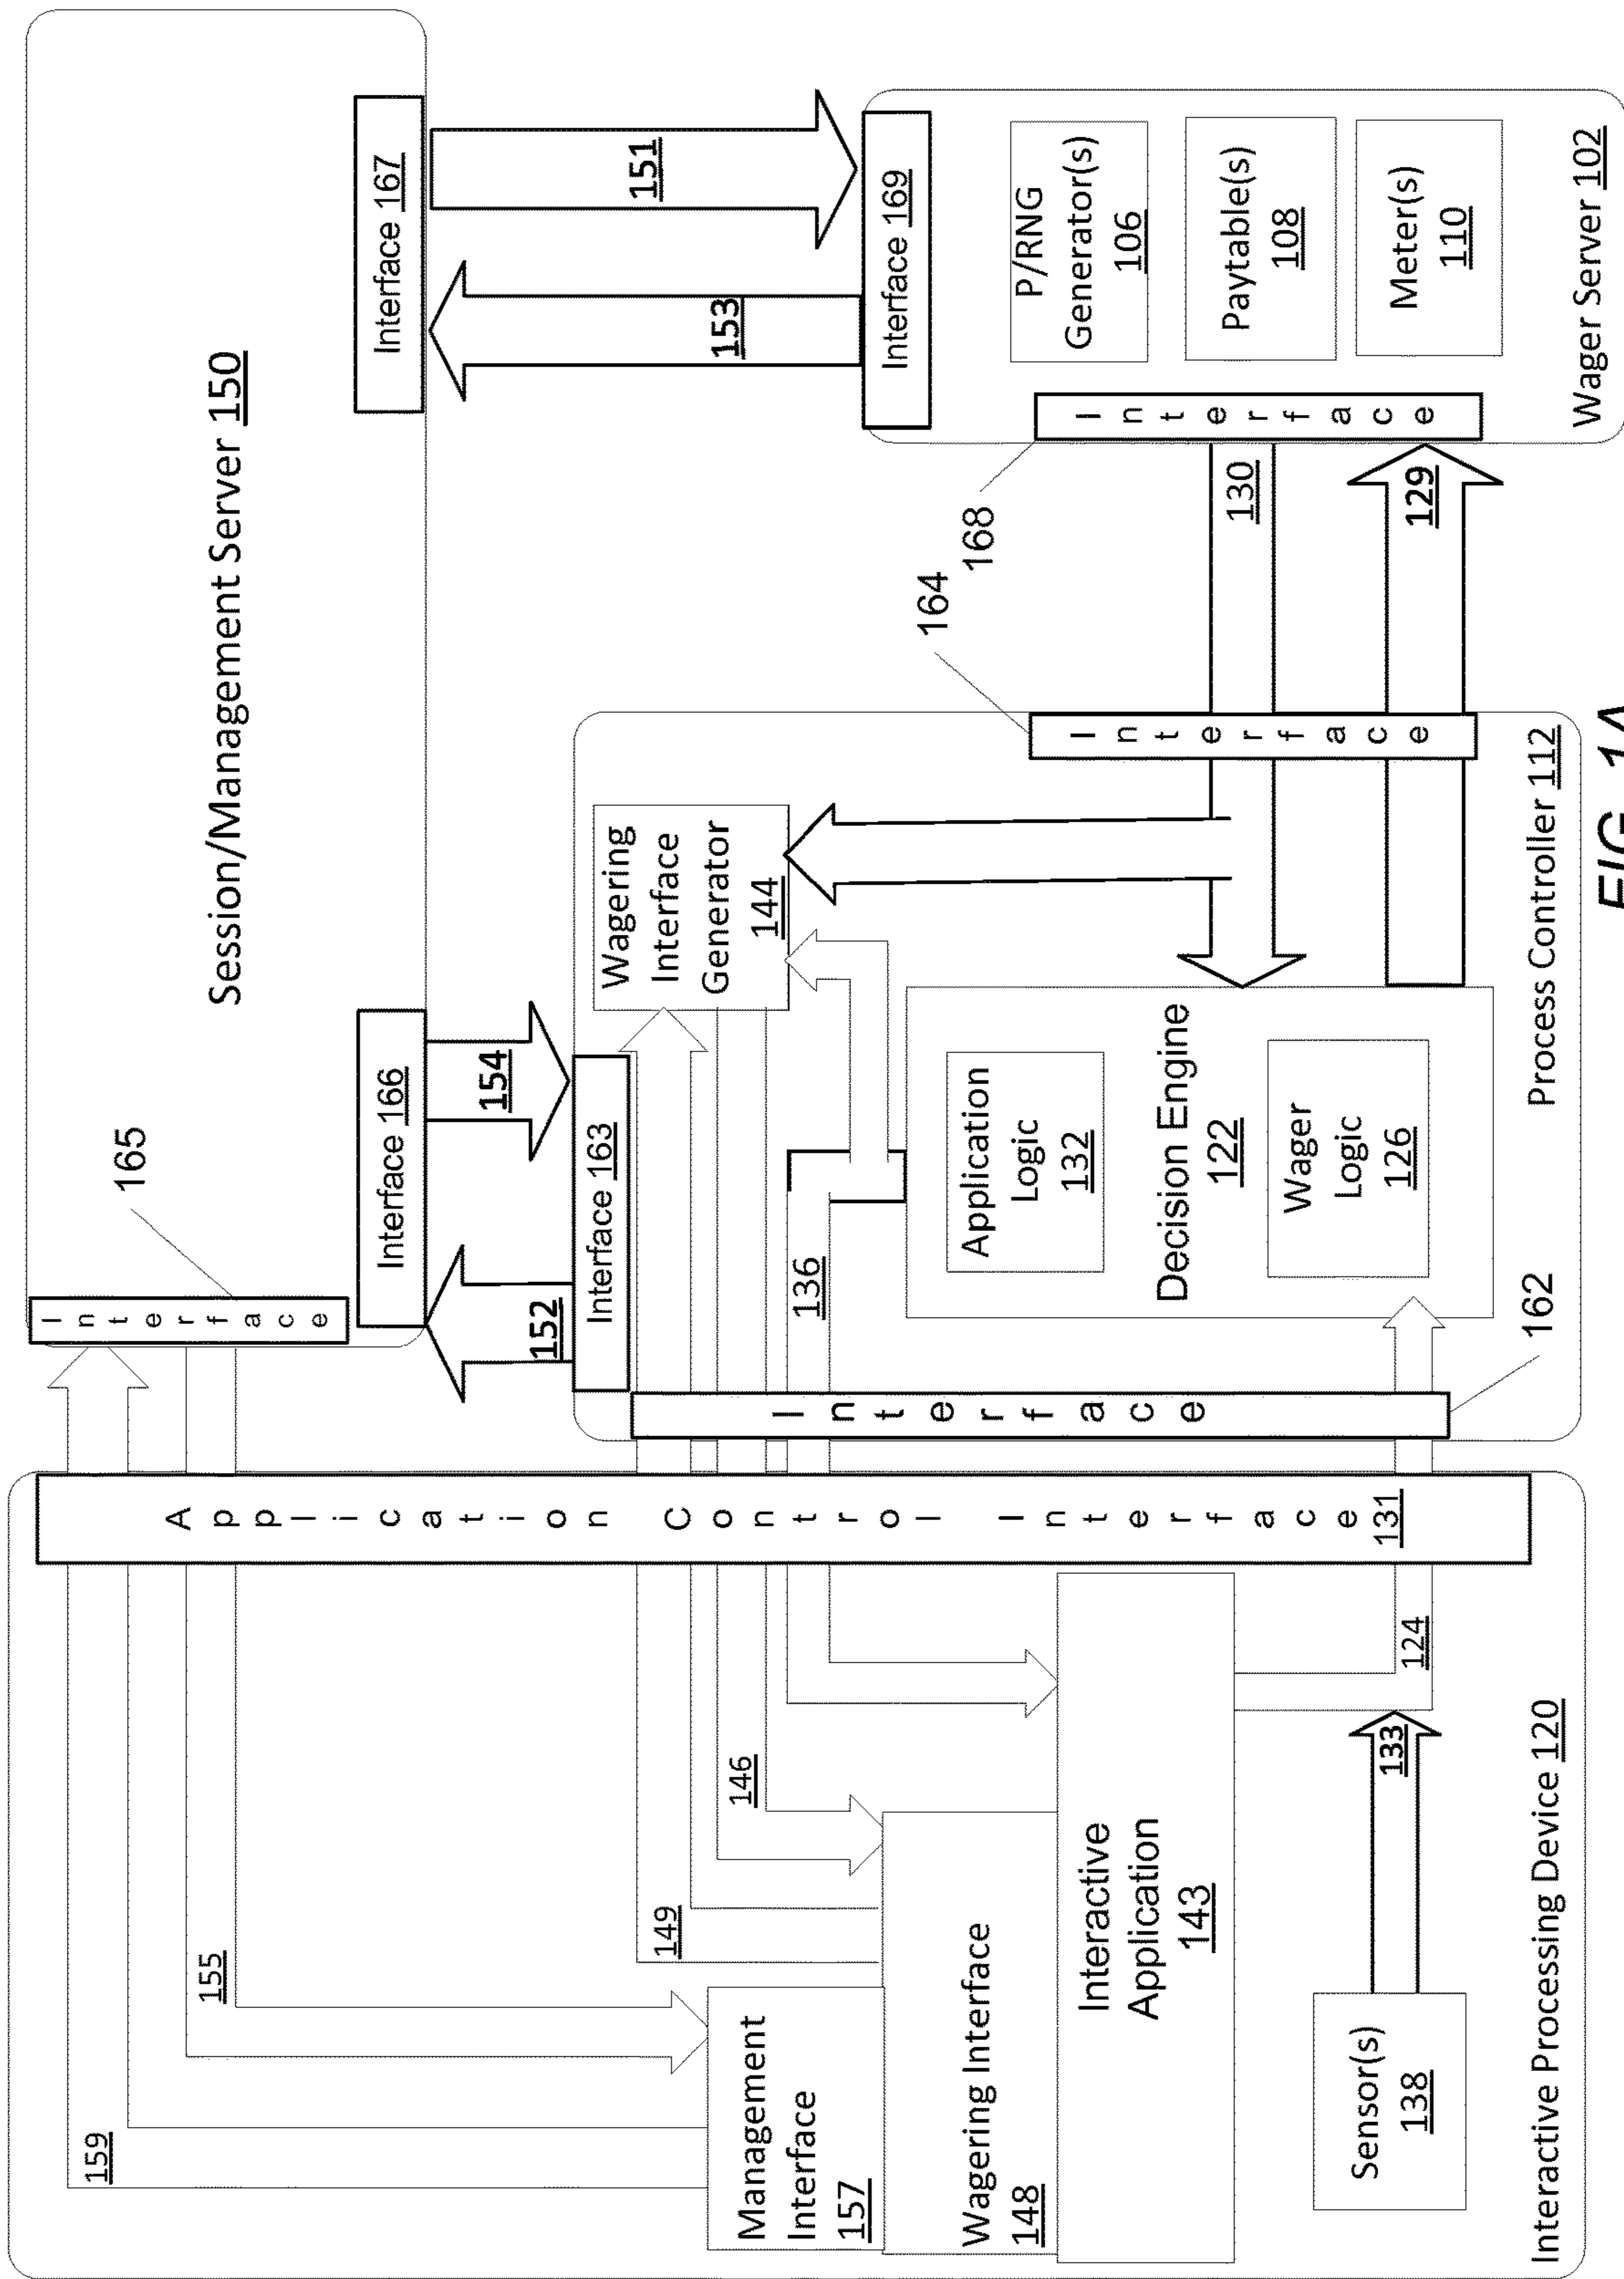 Session/Management Server 150
Interface
165
Interface 166
Interface 167
159
155
154
152
151
153
Application Control Interface 131
Interface 163
Interface 169
149
146
136
Management
Interface
157
Wagering Interface
148
Interactive
Application
143
Sensor(s)
138
133
124
Interactive Processing Device 120
Wagering
Interface
Generator
144
Interface
162
Application
Logic
132
Decision Engine
122
Wager
Logic
126
Process Controller 112
Interface
164
168
130
129
Interface
P/RNG
Generator(s)
106
Paytable(s)
108
Meter(s)
110
Wager Server 102
FIG. 1A